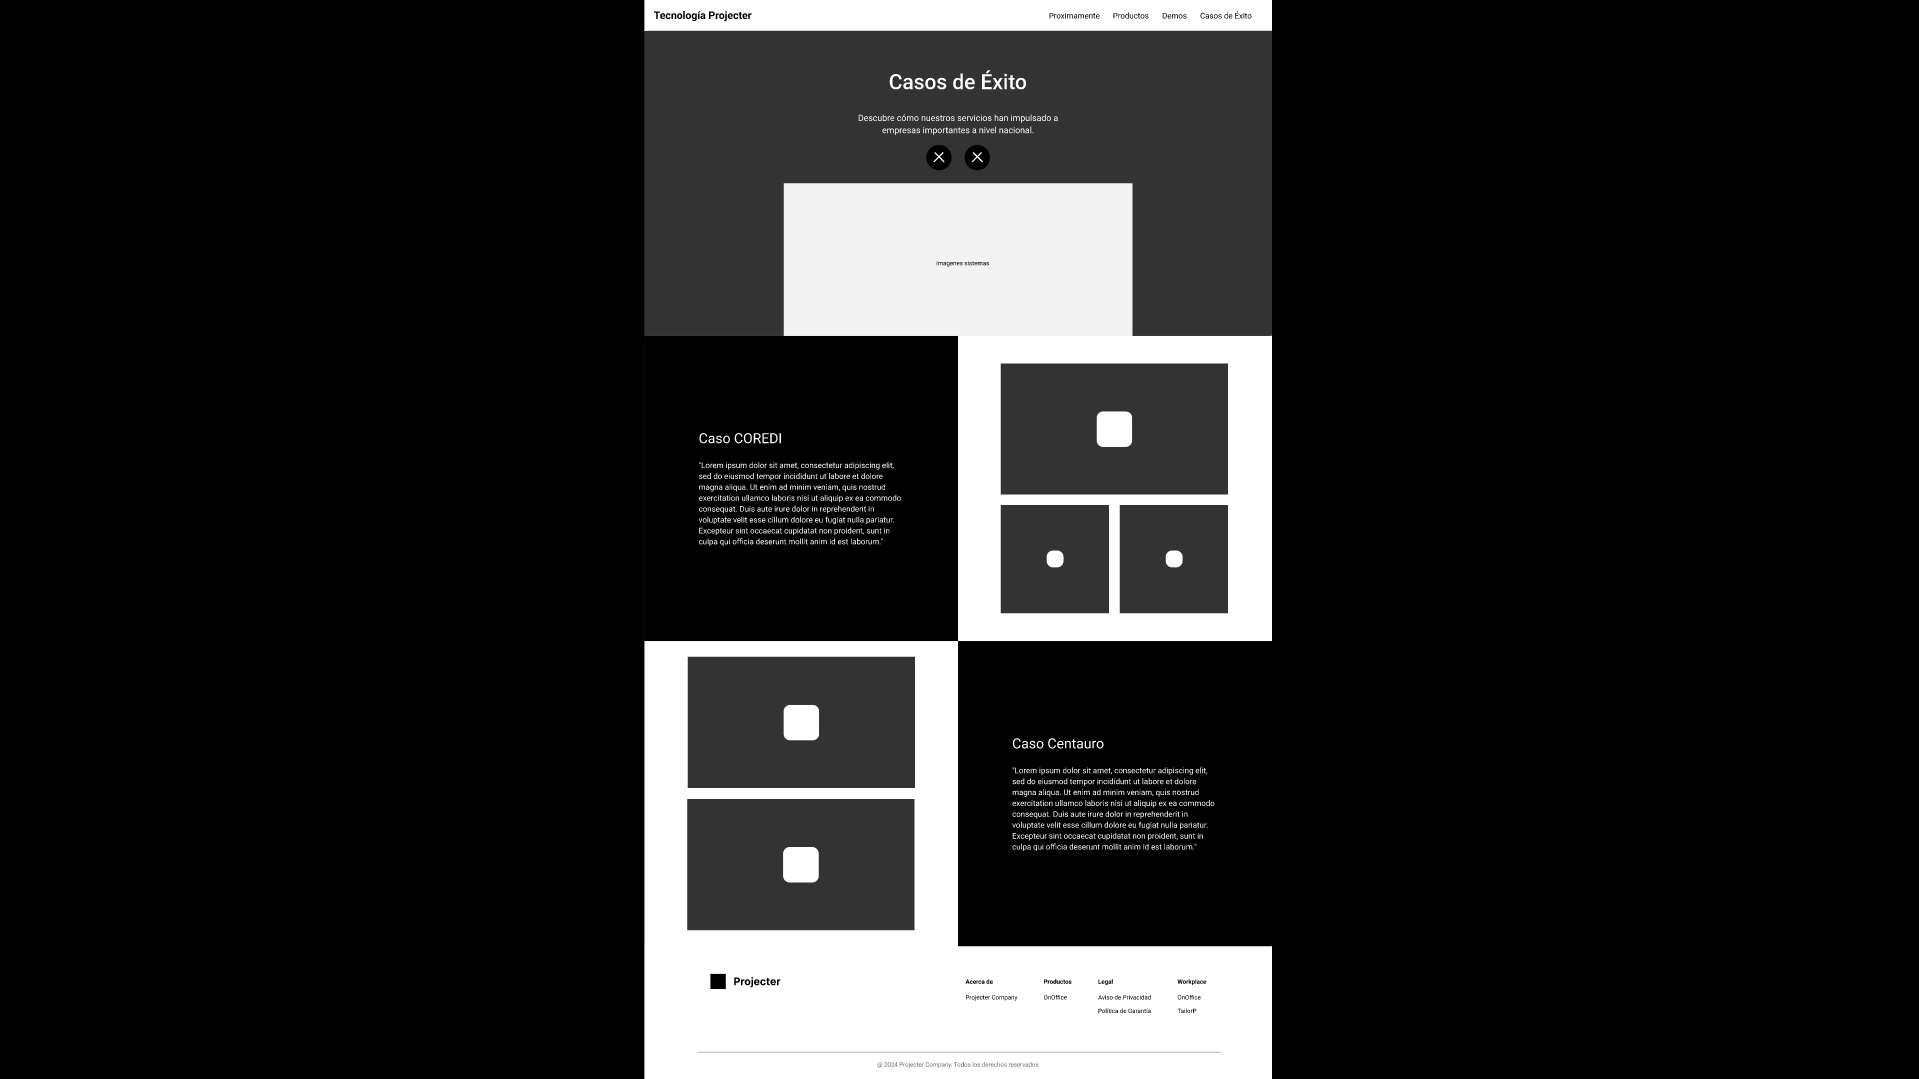 Tecnología Projecter
Proximamente Productos Demos Casos de Éxito
Casos de Éxito
Descubre cómo nuestros servicios han impulsado a
empresas importantes a nivel nacional.
imagenes sistemas
Caso COREDI
"Lorem ipsum dolor sit amet, consectetur adipiscing elit,
sed do eiusmod tempor incididunt ut labore et dolore
magna aliqua. Ut enim ad minim veniam, quis nostrud
exercitation ullamco laboris nisi ut aliquip ex ea commodo
consequat. Duis aute irure dolor in reprehenderit in
voluptate velit esse cillum dolore eu fugiat nulla pariatur.
Excepteur sint occaecat cupidatat non proident, sunt in
culpa qui officia deserunt mollit anim id est laborum."
Caso Centauro
"Lorem ipsum dolor sit amet, consectetur adipiscing elit,
sed do eiusmod tempor incididunt ut labore et dolore
magna aliqua. Ut enim ad minim veniam, quis nostrud
exercitation ullamco laboris nisi ut aliquip ex ea commodo
consequat. Duis aute irure dolor in reprehenderit in
voluptate velit esse cillum dolore eu fugiat nulla pariatur.
Excepteur sint occaecat cupidatat non proident, sunt in
culpa qui officia deserunt mollit anim id est laborum."
Projecter
Acerca de
Projecter Company
Productos
OnOffice
Legal
Aviso de Privacidad
Política de Garantía
Workplace
OnOffice
TailorP
@ 2024 Projecter Company. Todos los derechos reservados